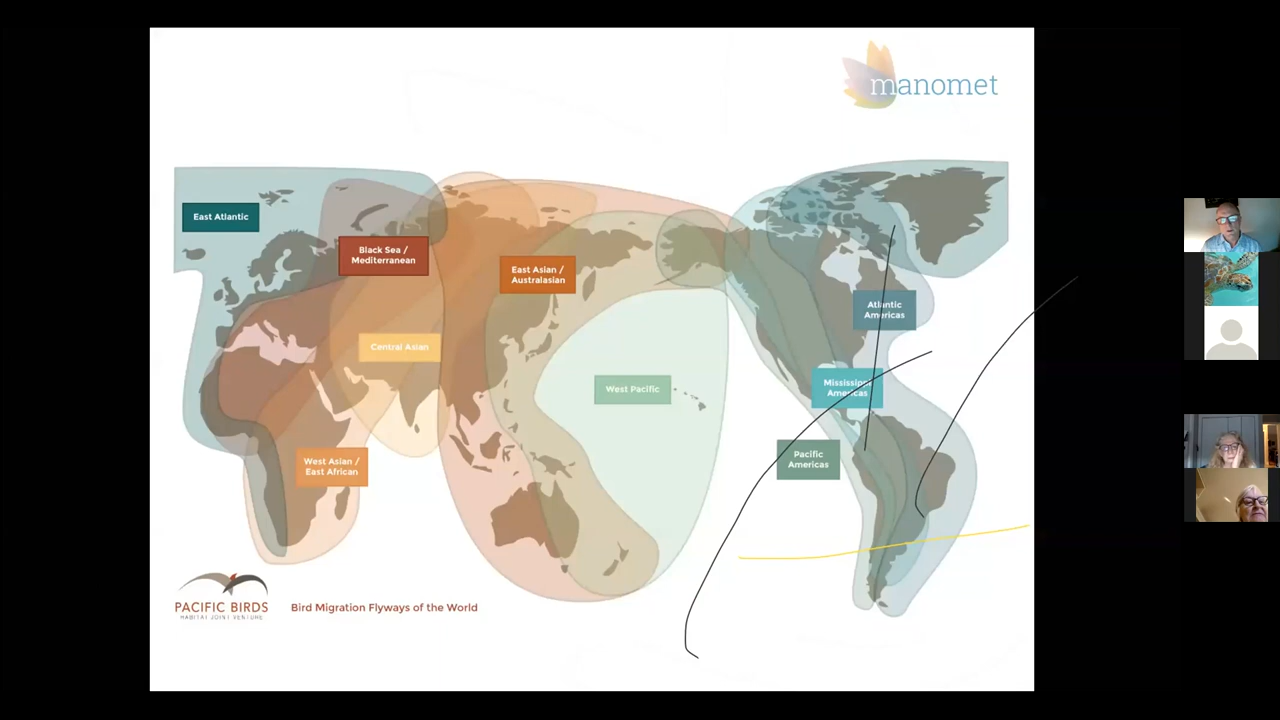 manomet
East Atlantic
Black Sea /
Mediterranean
East Asian /
Australasian
Atlantic
Americas
Central Asian
West Pacific
Mississippi
Americas
West Asian /
East African
Pacific
Americas
PACIFIC BIRDS
HABITAT JOINT VENTURE
Bird Migration Flyways of the World